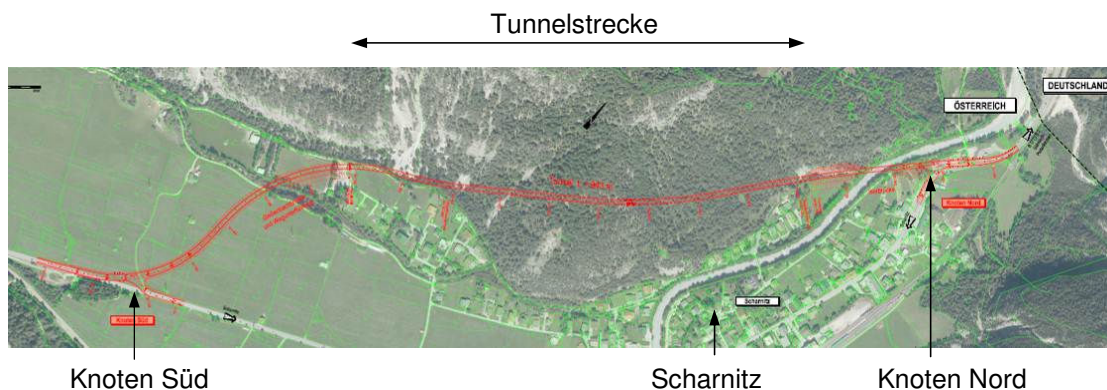 Tunnelstrecke
DEUTSCHLAND
ÖSTERREICH
Knoten Nord
Scharnitz
Knoten Süd
Knoten Süd
Scharnitz
Knoten Nord